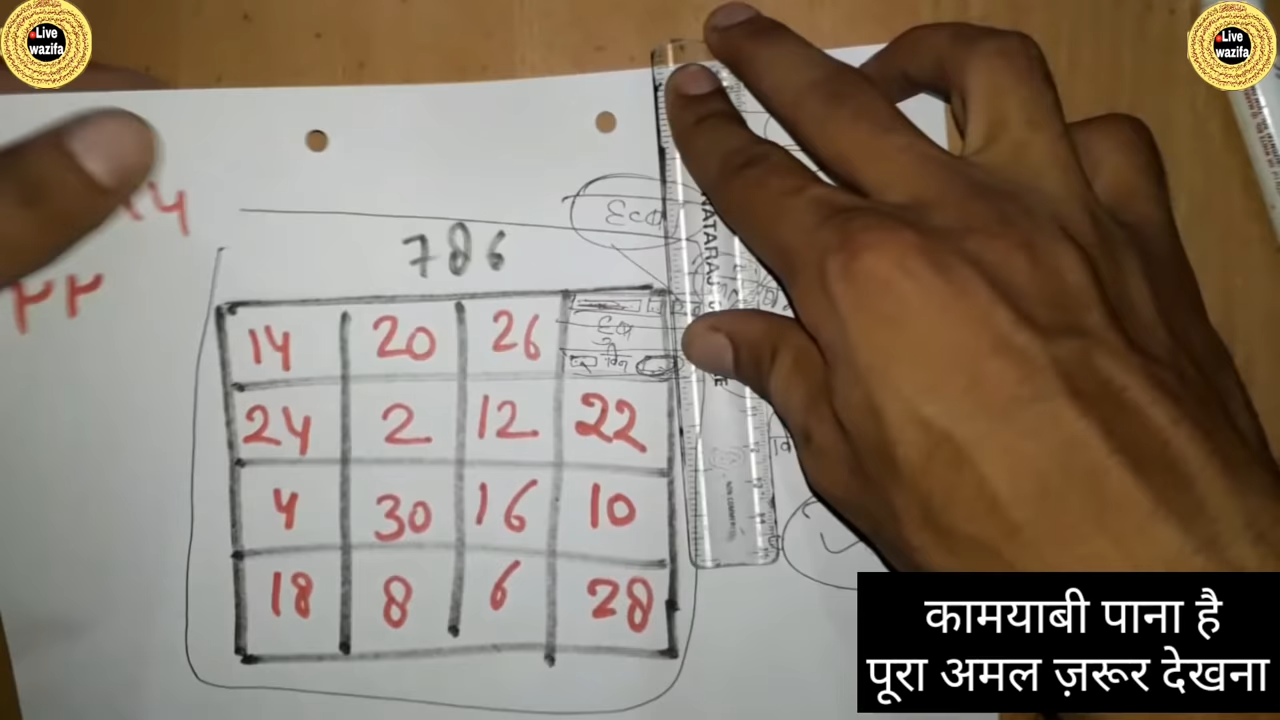 Live
wazifa
Live
wazifa
786
14 20 26
24 2 12 22
4 30 16 10
18 8 6 28
NATARAJ
कामयाबी पाना है
पूरा अमल ज़रूर देखना